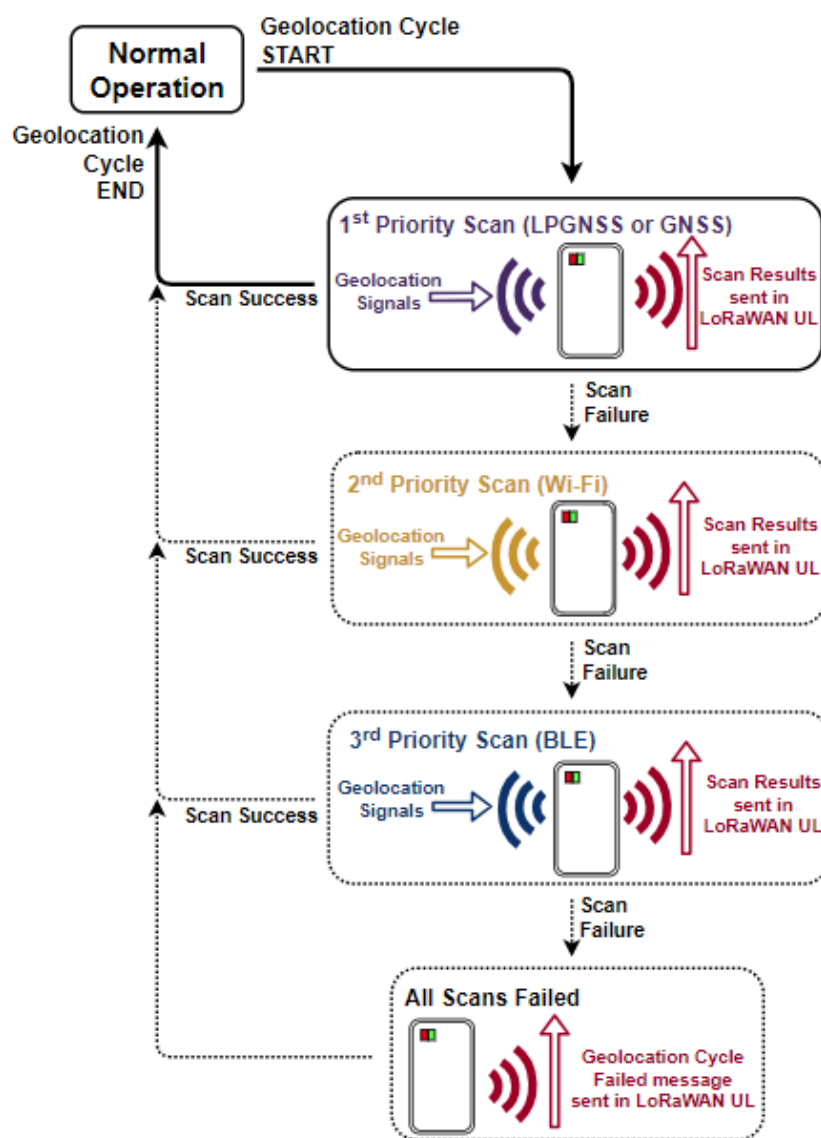 Geolocation Cycle
START
Normal
Operation
Geolocation
Cycle
END
1st Priority Scan (LPGNSS or GNSS)
Geolocation
Signals
Scan Results
sent in
LoRaWAN UL
Scan Success
Scan
Failure
2nd Priority Scan (Wi-Fi)
Geolocation
Signals
Scan Results
sent in
LoRaWAN UL
Scan Success
Scan
Failure
3rd Priority Scan (BLE)
Geolocation
Signals
Scan Results
sent in
LoRaWAN UL
Scan Success
Scan
Failure
All Scans Failed
Geolocation Cycle
Failed message
sent in LoRaWAN UL